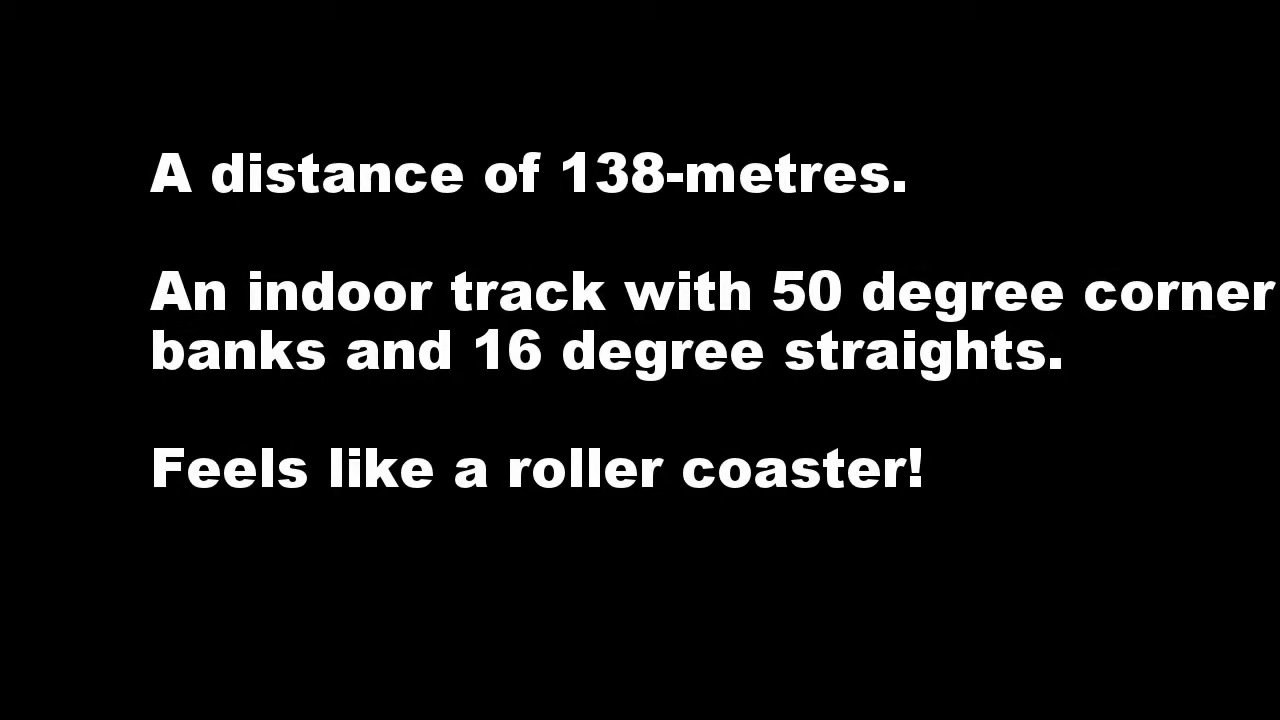 A distance of 138-metres.
An indoor track with 50 degree corner
banks and 16 degree straights.
Feels like a roller coaster!